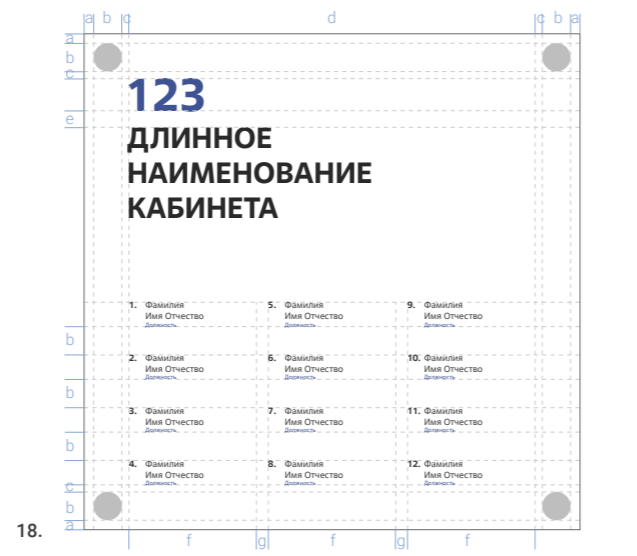 a b c d c b a
a
b
c
123
e
ДЛИННОЕ
НАИМЕНОВАНИЕ
КАБИНЕТА
1. Фамилия 5. Фамилия 9. Фамилия
Имя Отчество Имя Отчество Имя Отчество
Должность Должность Должность
b
2. Фамилия 6. Фамилия 10. Фамилия
Имя Отчество Имя Отчество Имя Отчество
Должность Должность Должность
b
3. Фамилия 7. Фамилия 11. Фамилия
Имя Отчество Имя Отчество Имя Отчество
Должность Должность Должность
b
4. Фамилия 8. Фамилия 12. Фамилия
Имя Отчество Имя Отчество Имя Отчество
Должность Должность Должность
c
b
a
18.
f g f g f